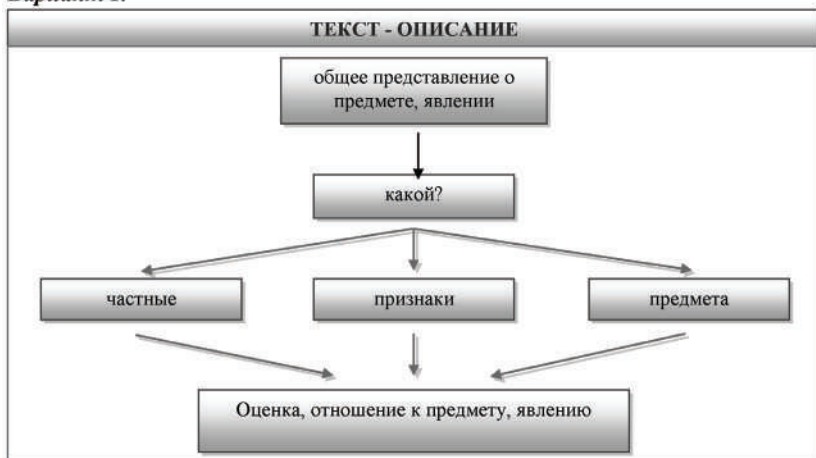 ТЕКСТ - ОПИСАНИЕ
общее представление о
предмете, явлении
какой?
частные
признаки
предмета
Оценка, отношение к предмету, явлению